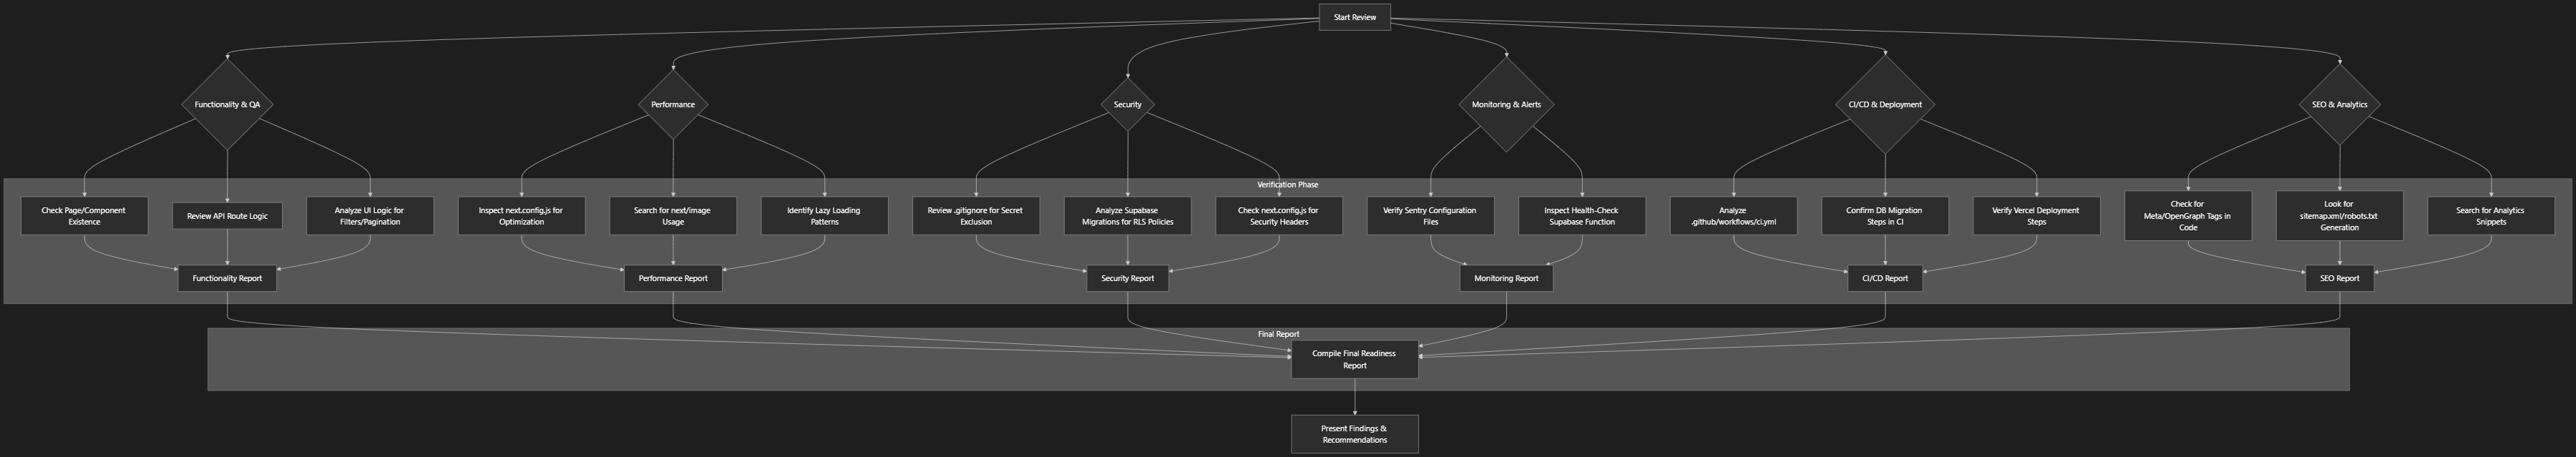 Start Review
Functionality & QA
Performance
Security
Monitoring & Alerts
CI/CD & Deployment
SEO & Analytics
Verification Phase
Check Page/Component
Existence
Review API Route Logic
Analyze UI Logic for
Filters/Pagination
Inspect next.config.js for
Optimization
Search for next/image
Usage
Identify Lazy Loading
Patterns
Review .gitignore for Secret
Exclusion
Analyze Supabase
Migrations for RLS Policies
Check next.config.js for
Security Headers
Verify Sentry Configuration
Files
Inspect Health-Check
Supabase Function
Analyze
.github/workflows/ci.yml
Confirm DB Migration
Steps in CI
Verify Vercel Deployment
Steps
Check for
Meta/OpenGraph Tags in
Code
Look for
sitemap.xml/robots.txt
Generation
Search for Analytics
Snippets
Functionality Report
Performance Report
Security Report
Monitoring Report
CI/CD Report
SEO Report
Final Report
Compile Final Readiness
Report
Present Findings &
Recommendations